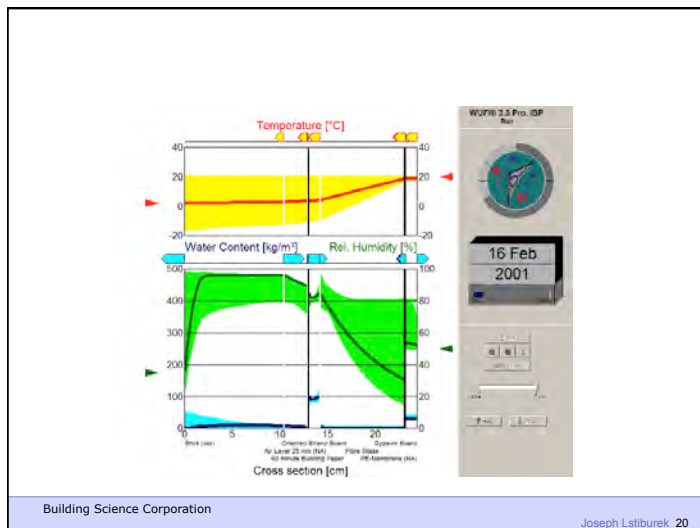 WUFI® 3.3 Pro. IBP
Temperature [°C]
40
20
0
-20
40
20
0
-20
Water Content [kg/m³]
Rel. Humidity [%]
500
400
300
200
100
0
100
80
60
40
20
0
0 5 10 15 20
Brick (old)
Oriented Strand Board
Gypsum Board
Air Layer 25 mm (NA)
Fibre Glass
60 minute Building Paper
PE-Membrane (NA)
Cross section [cm]
16 Feb
2001
Building Science Corporation
Joseph Lstiburek 20